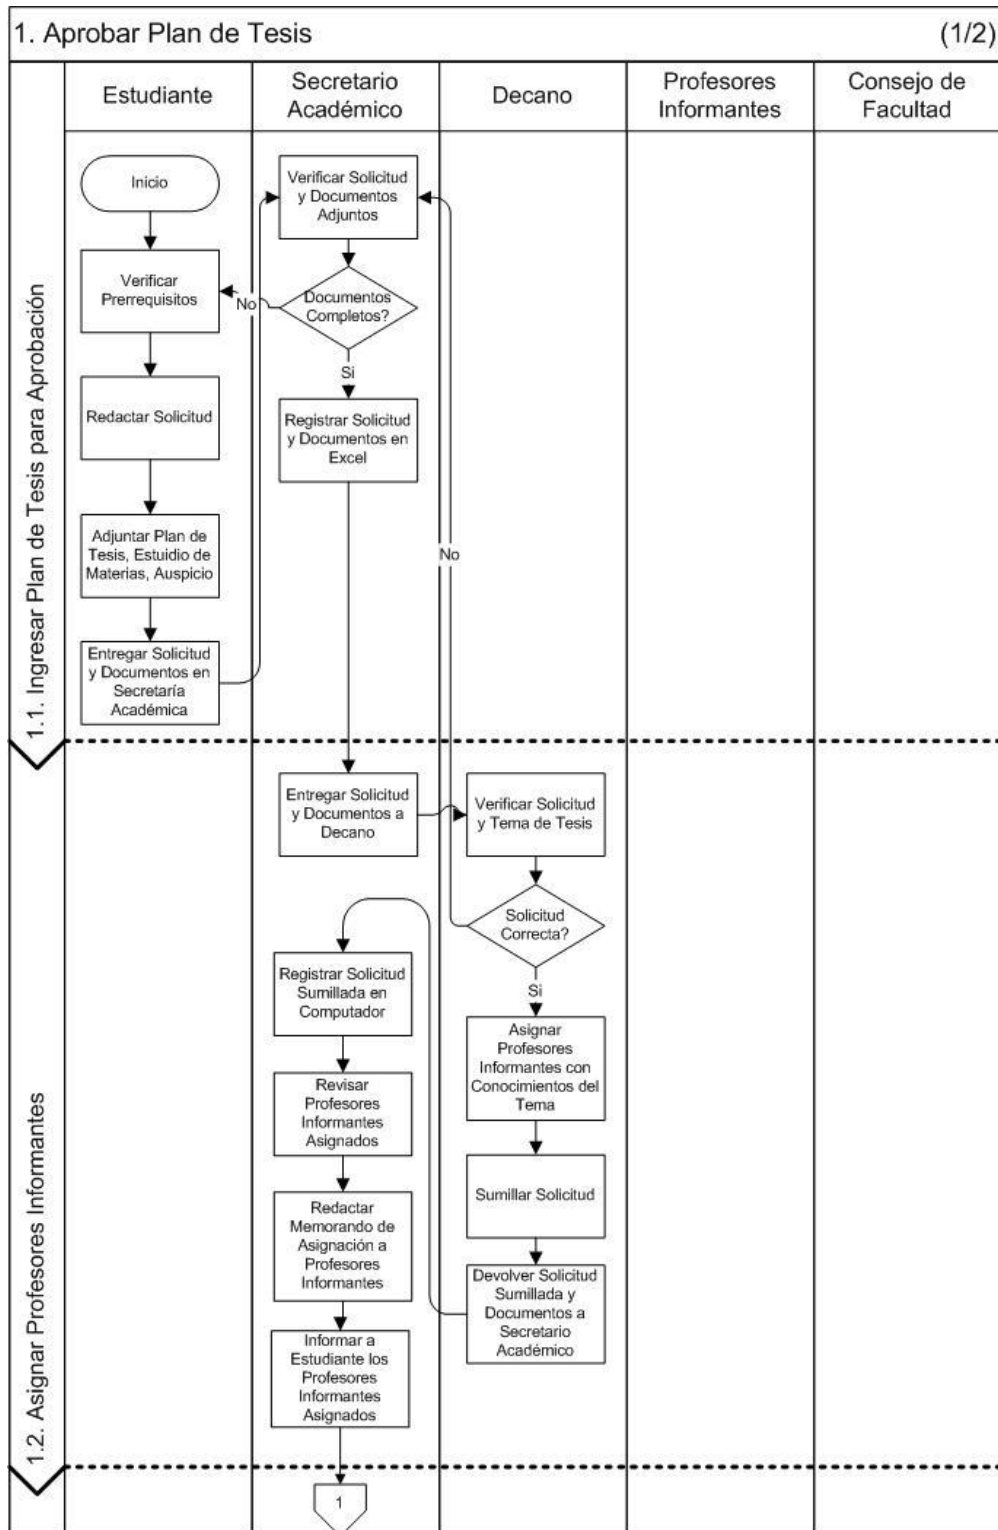 1. Aprobar Plan de Tesis (1/2)
Estudiante
Secretario
Académico
Decano
Profesores
Informantes
Consejo de
Facultad
1.1. Ingresar Plan de Tesis para Aprobación
Inicio
Verificar
Prerrequisitos
Redactar Solicitud
Adjuntar Plan de
Tesis, Estuidio de
Materias, Auspicio
Entregar Solicitud
y Documentos en
Secretaría
Académica
Verificar Solicitud
y Documentos
Adjuntos
Documentos
Completos?
No
Si
Registrar Solicitud
y Documentos en
Excel
No
1.2. Asignar Profesores Informantes
Entregar Solicitud
y Documentos a
Decano
Verificar Solicitud
y Tema de Tesis
Solicitud
Correcta?
Si
Asignar
Profesores
Informantes con
Conocimientos del
Tema
Sumillar Solicitud
Devolver Solicitud
Sumillada y
Documentos a
Secretario
Académico
Registrar Solicitud
Sumillada en
Computador
Revisar
Profesores
Informantes
Asignados
Redactar
Memorando de
Asignación a
Profesores
Informantes
Informar a
Estudiante los
Profesores
Informantes
Asignados
1